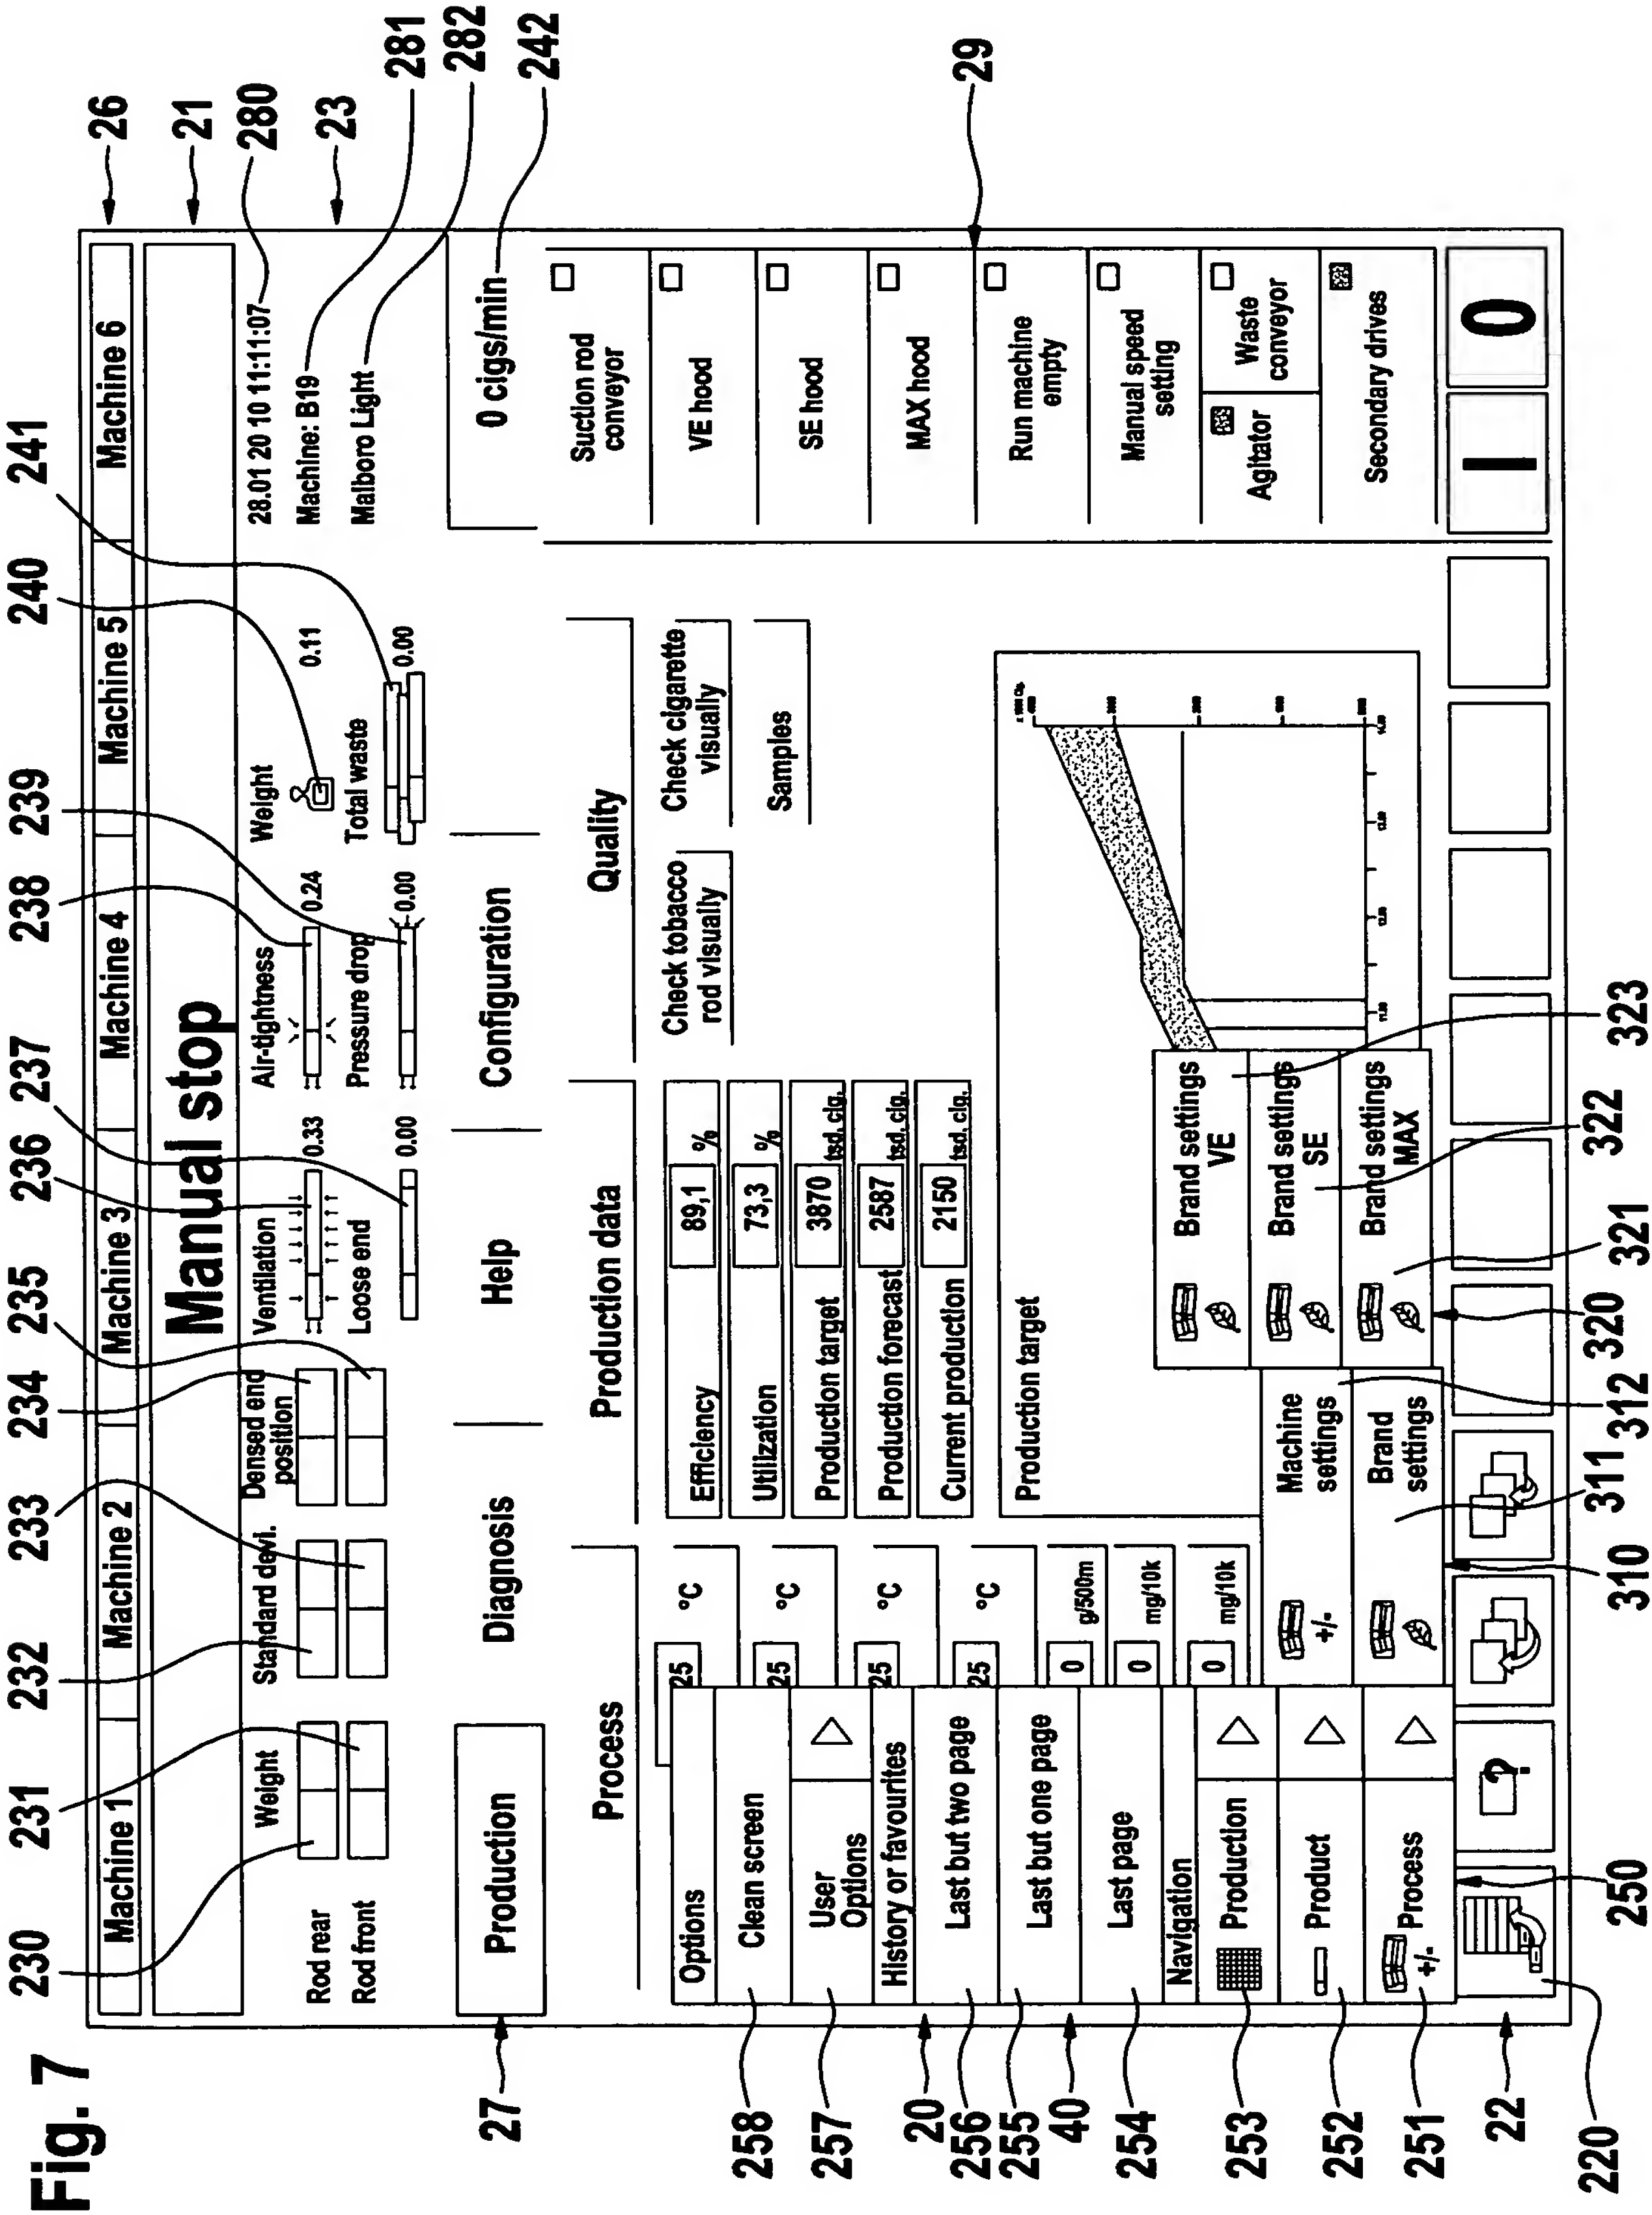 Fig. 7
26
21
280
23
281
282
242
29
241
240
239
238
237
236
235
234
233
232
231
230
Machine 1
Machine 2
Machine 3
Machine 4
Machine 5
Machine 6
Manual stop
28.01 20 10 11:11:07
Machine: B19
Malboro Light
0 cigs/min
Weight
Standard devi.
Densed end
position
Rod rear
Rod front
Ventilation
0.33
Loose end
0.00
Air-tightness
0.24
Pressure drop
0.00
Weight
0.11
Total waste
0.00
27
Production
Diagnosis
Help
Configuration
Process
Production data
Quality
25 °C
25 °C
25 °C
25 °C
0 g/500m
0 mg/10k
0 mg/10k
Efficiency 89,1 %
Utilization 73,3 %
Production target 3870 tsd. cig.
Production forecast 2587 tsd. cig.
Current production 2150 tsd. cig.
Check tobacco
rod visually
Check cigarette
visually
Samples
Production target
11.00
12.00
13.00
14.00
Suction rod
conveyor
VE hood
SE hood
MAX hood
Run machine
empty
Manual speed
setting
Agitator
Waste
conveyor
Secondary drives
I
0
Options
Clean screen
User
Options
History or favourites
Last but two page
Last but one page
Last page
Navigation
Production
Product
+/- Process
Machine
settings
+/-
Brand
settings
Brand settings
VE
Brand settings
SE
Brand settings
MAX
?
258
257
20
256
255
40
254
253
252
251
22
220
250
310
311
312
320
321
322
323